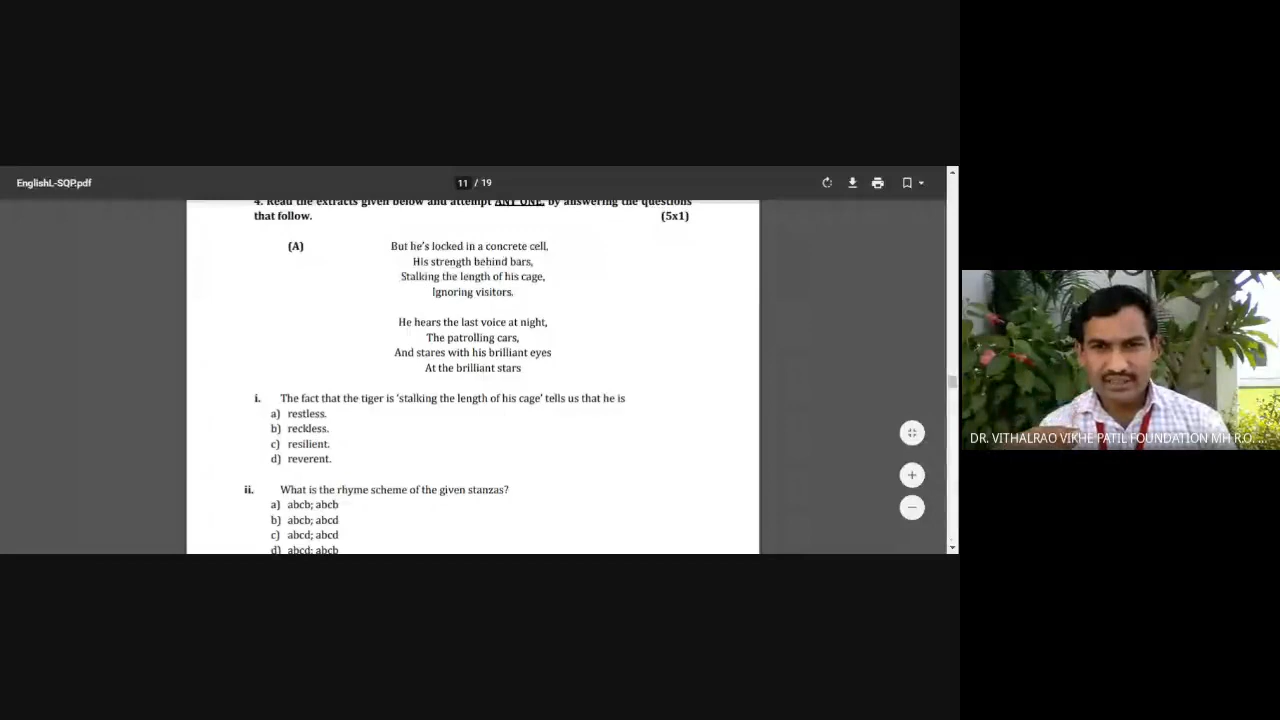 EnglishL-SQP.pdf
11 / 19
4. Read the extracts given below and attempt ANY ONE, by answering the questions
that follow. (5x1)
(A) But he's locked in a concrete cell,
His strength behind bars,
Stalking the length of his cage,
Ignoring visitors.
He hears the last voice at night,
The patrolling cars,
And stares with his brilliant eyes
At the brilliant stars
i. The fact that the tiger is 'stalking the length of his cage' tells us that he is
a) restless.
b) reckless.
c) resilient.
d) reverent.
ii. What is the rhyme scheme of the given stanzas?
a) abcb; abcb
b) abcb; abcd
c) abcd; abcd
d) abcd; abcb
DR. VITHALRAO VIKHE PATIL FOUNDATION MH R.O. ...